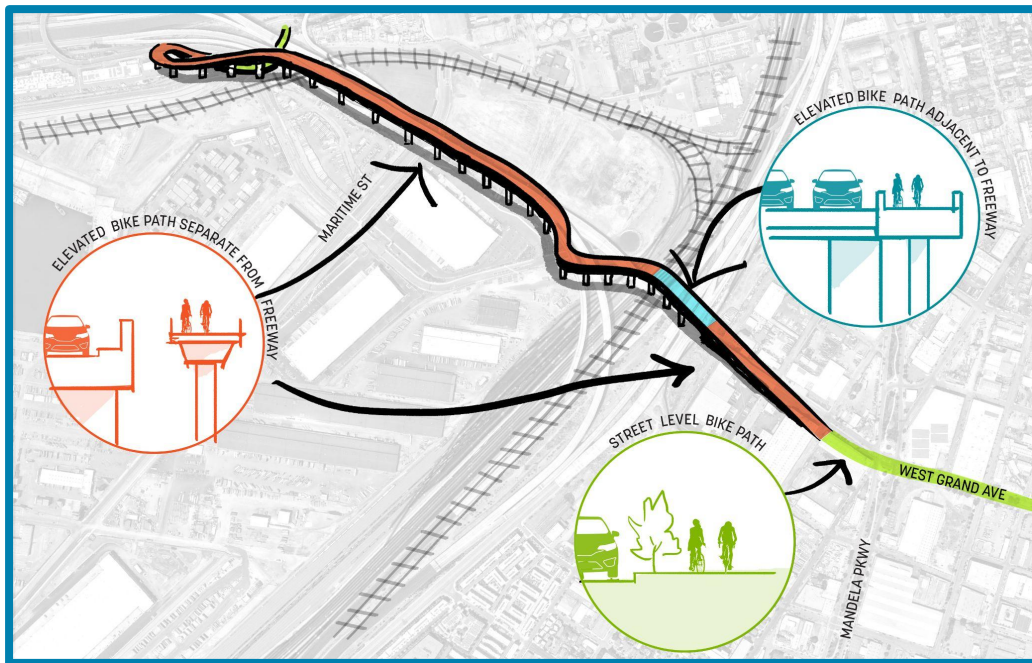 ELEVATED BIKE PATH ADJACENT TO FREEWAY
MARITIME ST
ELEVATED BIKE PATH SEPARATE FROM FREEWAY
STREET LEVEL BIKE PATH
WEST GRAND AVE
MANDELA PKWY